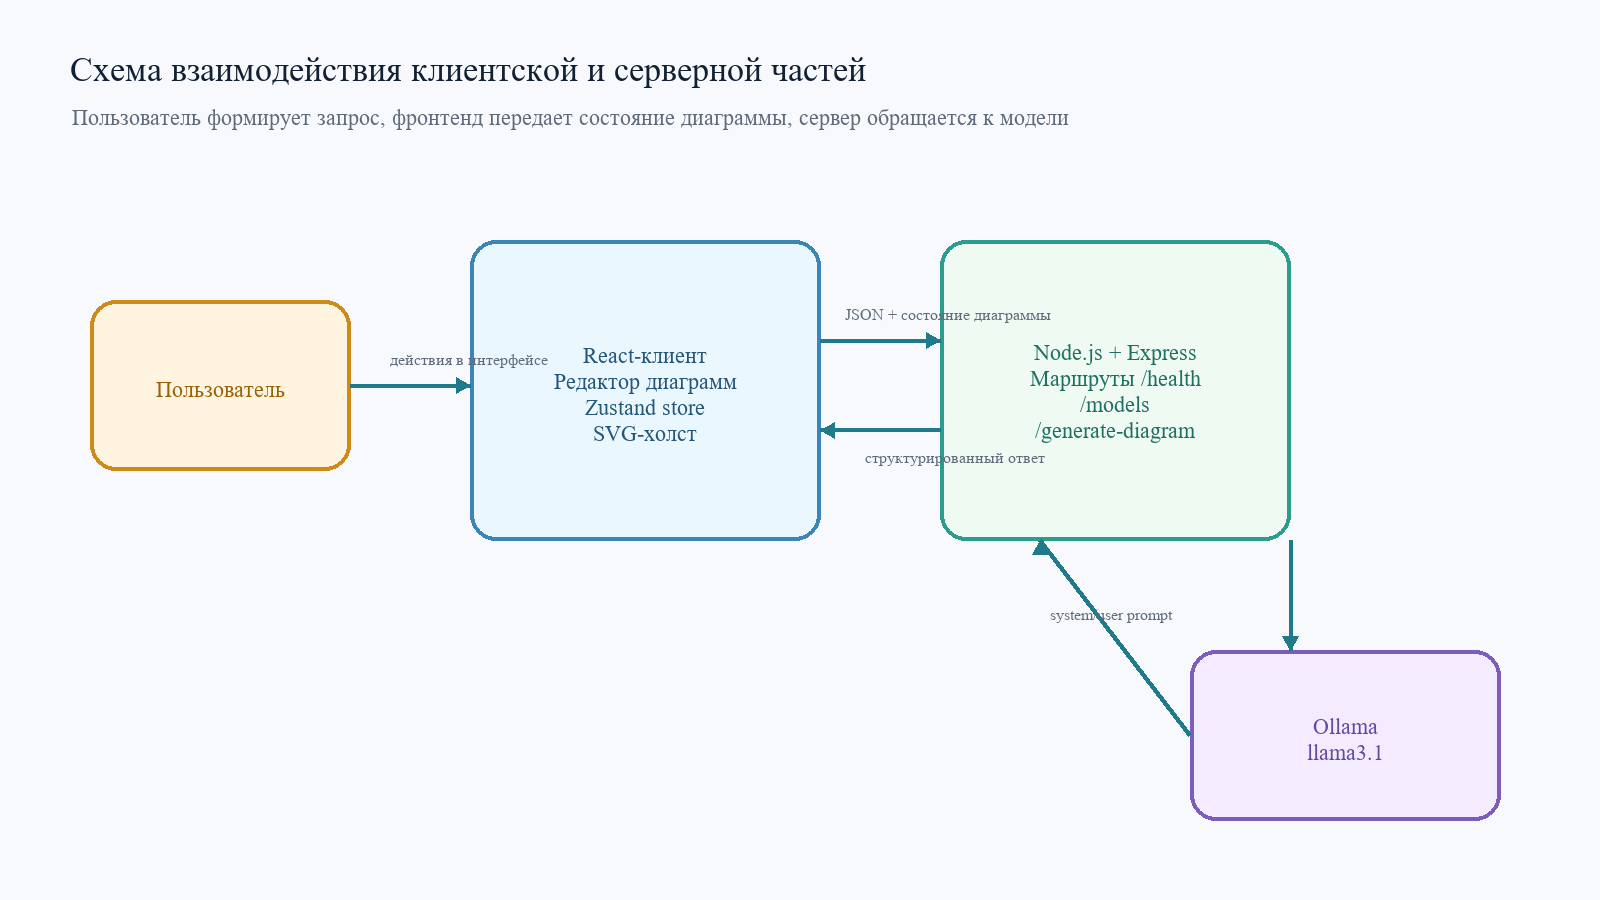 Схема взаимодействия клиентской и серверной частей
Пользователь формирует запрос, фронтенд передает состояние диаграммы, сервер обращается к модели
Пользователь
действия в интерфейсе
React-клиент
Редактор диаграмм
Zustand store
SVG-холст
JSON + состояние диаграммы
структурированный ответ
Node.js + Express
Маршруты /health
/models
/generate-diagram
system/user prompt
Ollama
llama3.1